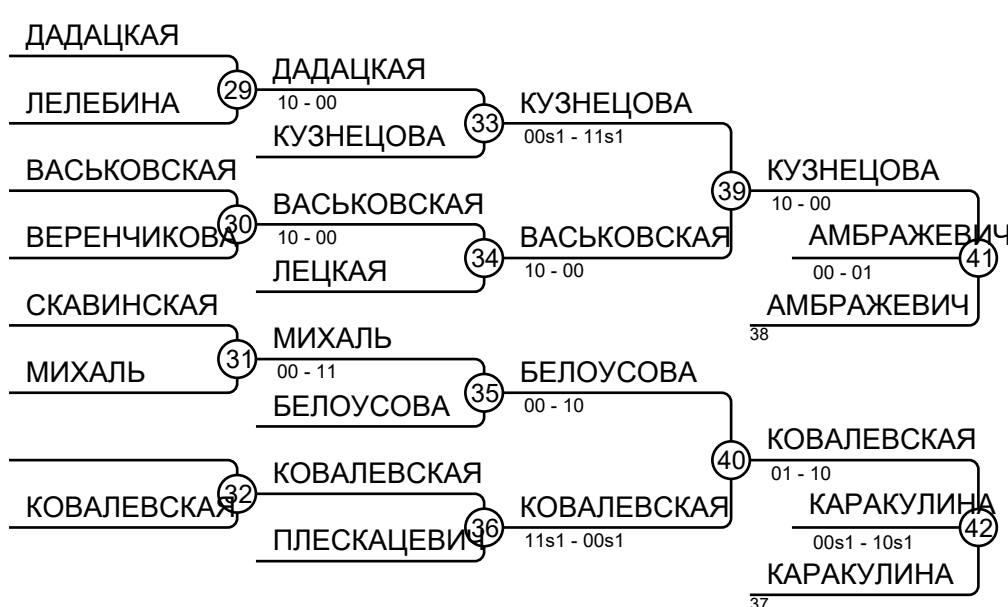 ДАДАЦКАЯ
ДАДАЦКАЯ
29
10 - 00
ЛЕЛЕБИНА
КУЗНЕЦОВА
33
00s1 - 11s1
КУЗНЕЦОВА
ВАСЬКОВСКАЯ
КУЗНЕЦОВА
39
10 - 00
ВАСЬКОВСКАЯ
30
10 - 00
ВЕРЕНЧИКОВА
ВАСЬКОВСКАЯ
АМБРАЖЕВИЧ
34
41
10 - 00
00 - 01
ЛЕЦКАЯ
СКАВИНСКАЯ
АМБРАЖЕВИЧ
38
МИХАЛЬ
31
00 - 11
МИХАЛЬ
БЕЛОУСОВА
35
00 - 10
БЕЛОУСОВА
КОВАЛЕВСКАЯ
40
01 - 10
КОВАЛЕВСКАЯ
32
КОВАЛЕВСКАЯ
КОВАЛЕВСКАЯ
КАРАКУЛИНА
36
42
11s1 - 00s1
00s1 - 10s1
ПЛЕСКАЦЕВИЧ
КАРАКУЛИНА
37